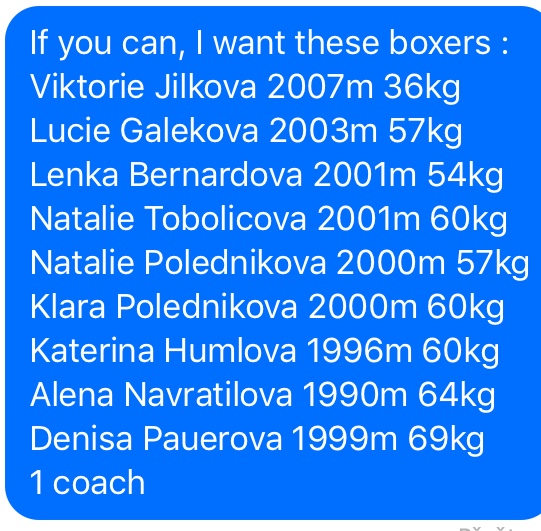 If you can, I want these boxers :
Viktorie Jilkova 2007m 36kg
Lucie Galekova 2003m 57kg
Lenka Bernardova 2001m 54kg
Natalie Tobolicova 2001m 60kg
Natalie Polednikova 2000m 57kg
Klara Polednikova 2000m 60kg
Katerina Humlova 1996m 60kg
Alena Navratilova 1990m 64kg
Denisa Pauerova 1999m 69kg
1 coach